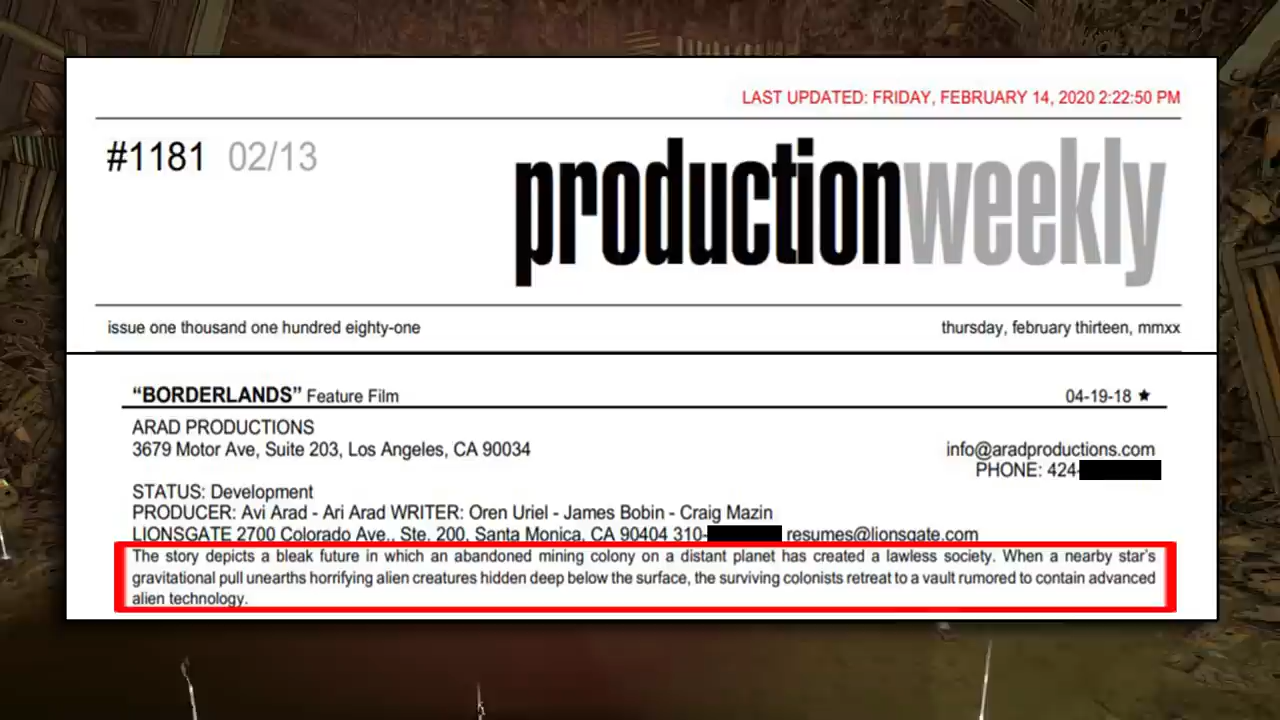 LAST UPDATED: FRIDAY, FEBRUARY 14, 2020 2:22:50 PM
#1181 02/13
productionweekly
issue one thousand one hundred eighty-one
thursday, february thirteen, mmxx
“BORDERLANDS” Feature Film
04-19-18 ★
ARAD PRODUCTIONS
3679 Motor Ave, Suite 203, Los Angeles, CA 90034
info@aradproductions.com
PHONE: 424-
STATUS: Development
PRODUCER: Avi Arad - Ari Arad WRITER: Oren Uriel - James Bobin - Craig Mazin
LIONSGATE 2700 Colorado Ave., Ste. 200, Santa Monica, CA 90404 310- resumes@lionsgate.com
The story depicts a bleak future in which an abandoned mining colony on a distant planet has created a lawless society. When a nearby star's
gravitational pull unearths horrifying alien creatures hidden deep below the surface, the surviving colonists retreat to a vault rumored to contain advanced
alien technology.